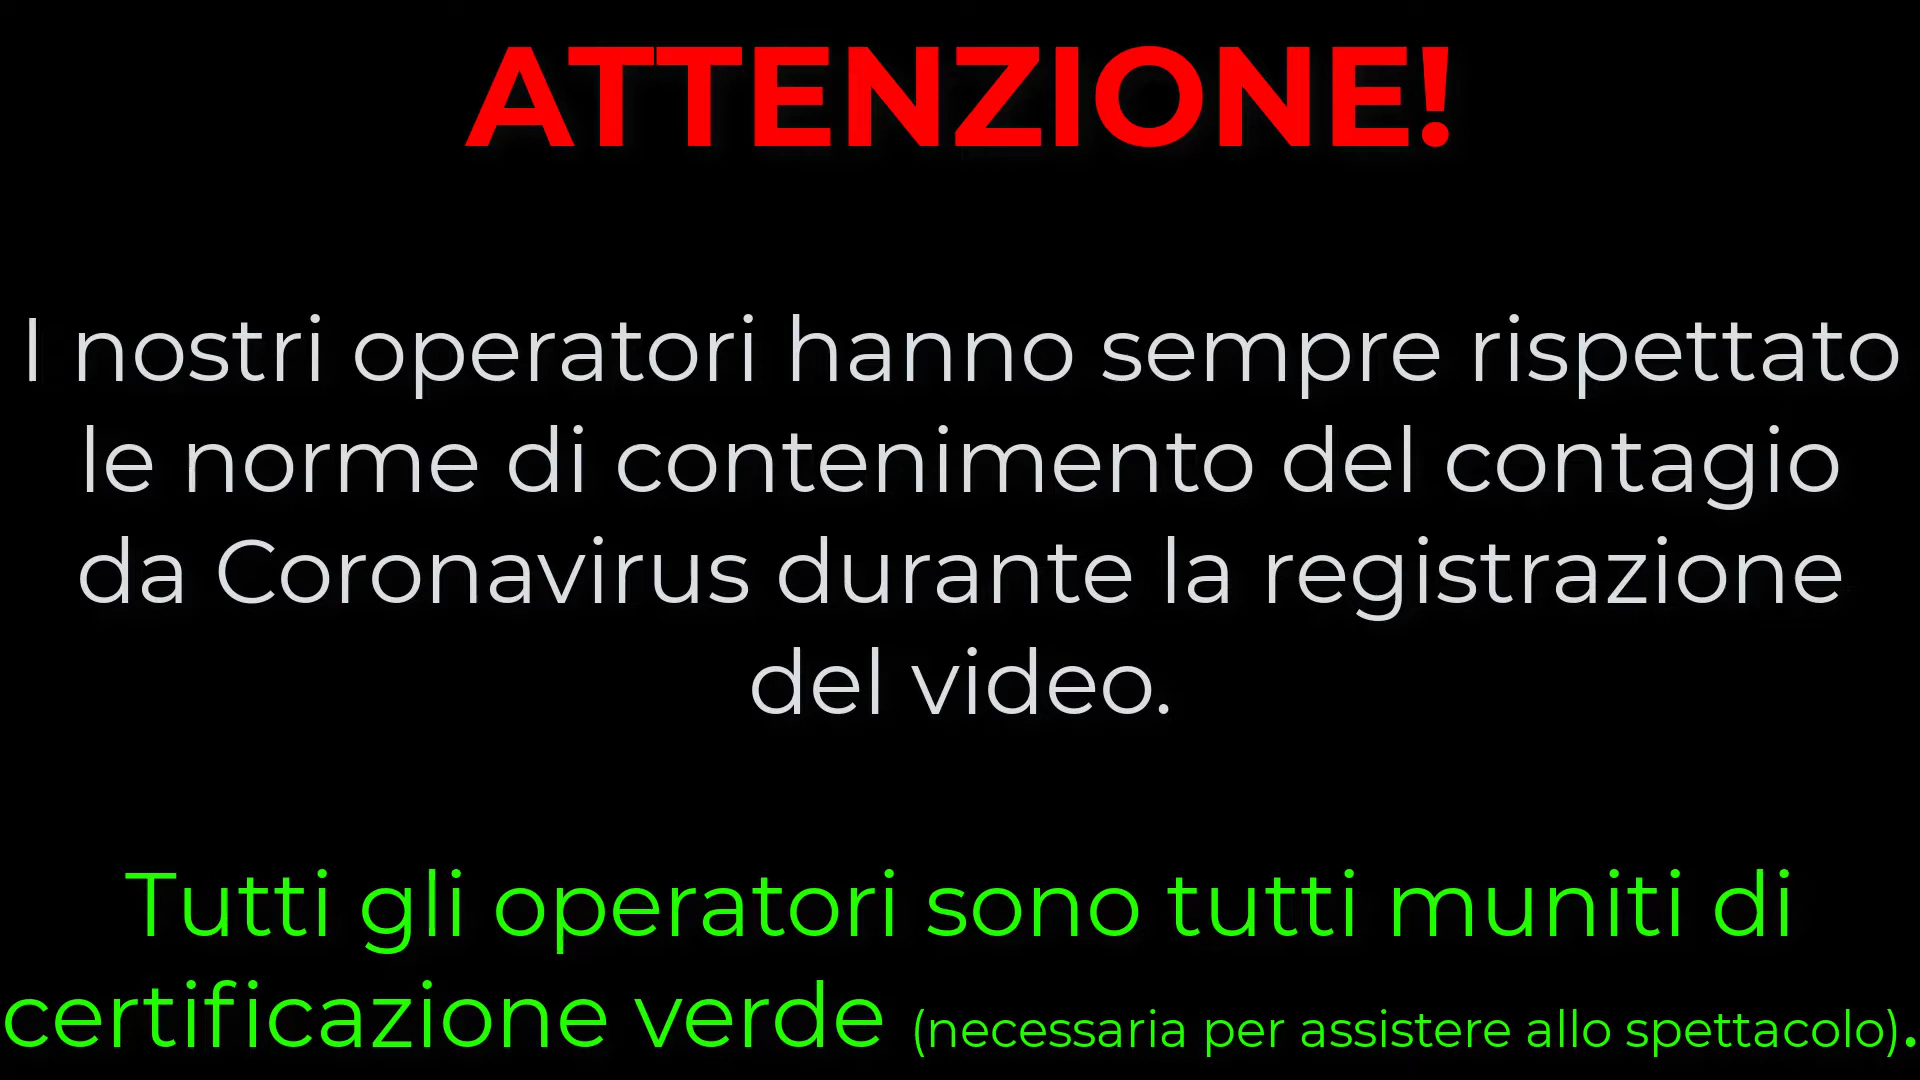 ATTENZIONE!
I nostri operatori hanno sempre rispettato
le norme di contenimento del contagio
da Coronavirus durante la registrazione
del video.
Tutti gli operatori sono tutti muniti di
certificazione verde (necessaria per assistere allo spettacolo).